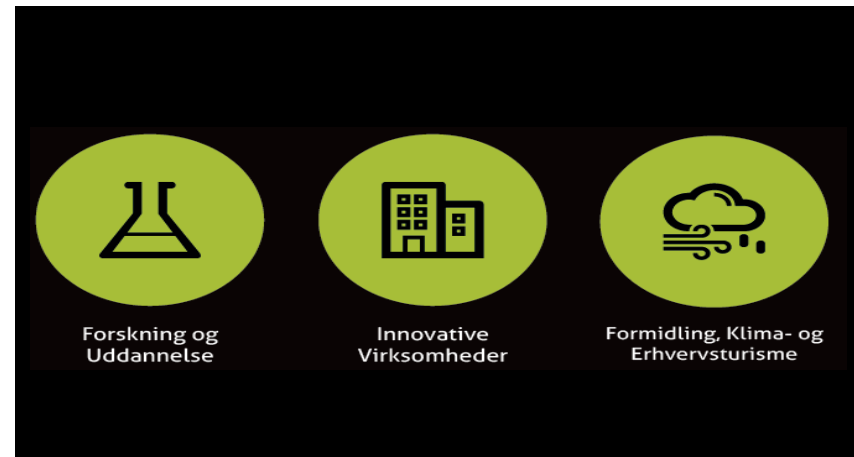 Forskning og
Uddannelse
Innovative
Virksomheder
Formidling, Klima- og
Erhvervsturisme